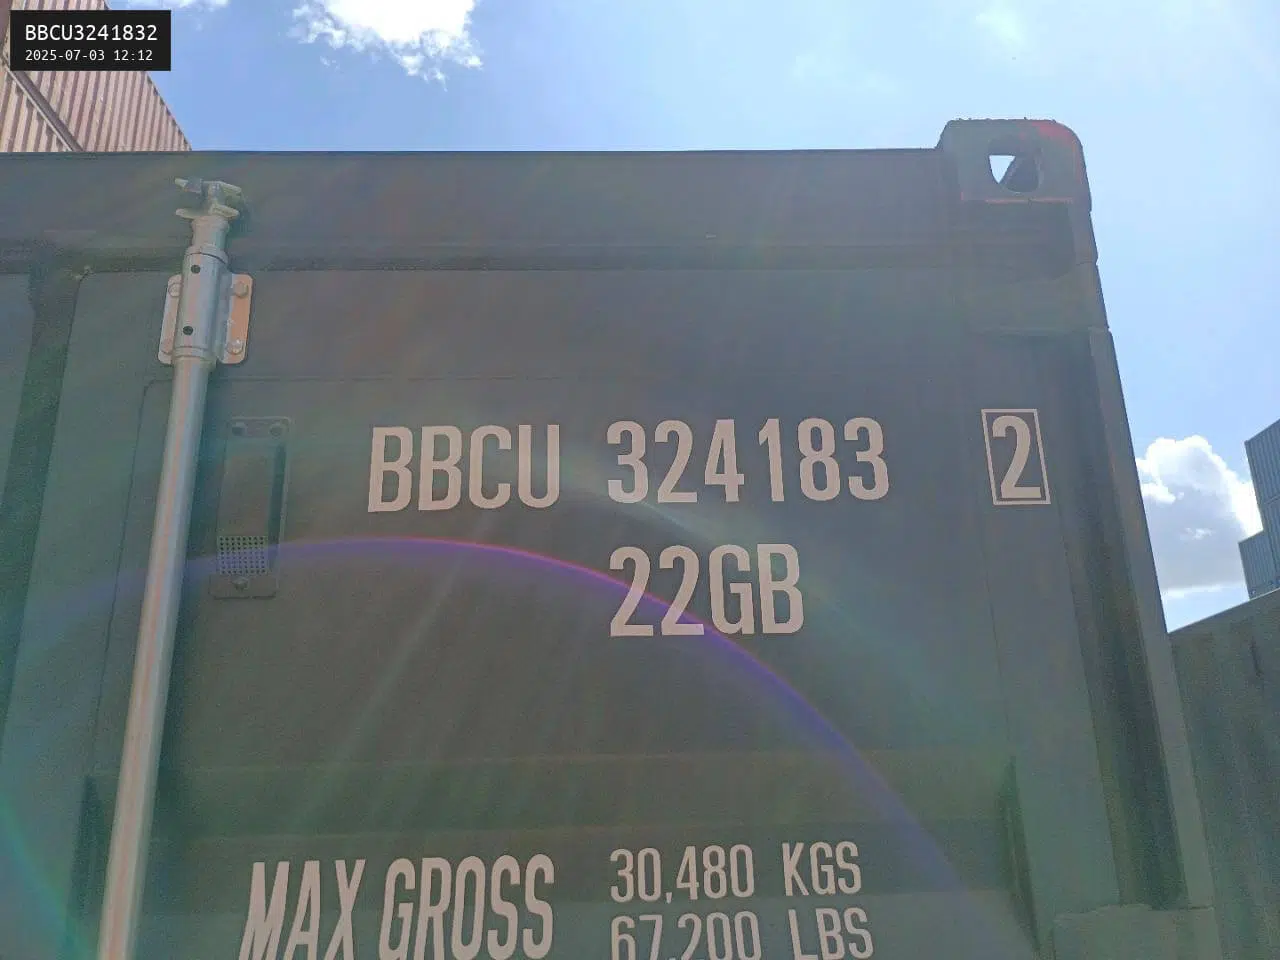 BBCU3241832
2025-07-03 12:12
BBCU 324183 2
22GB
MAX GROSS 30,480 KGS
67,200 LBS